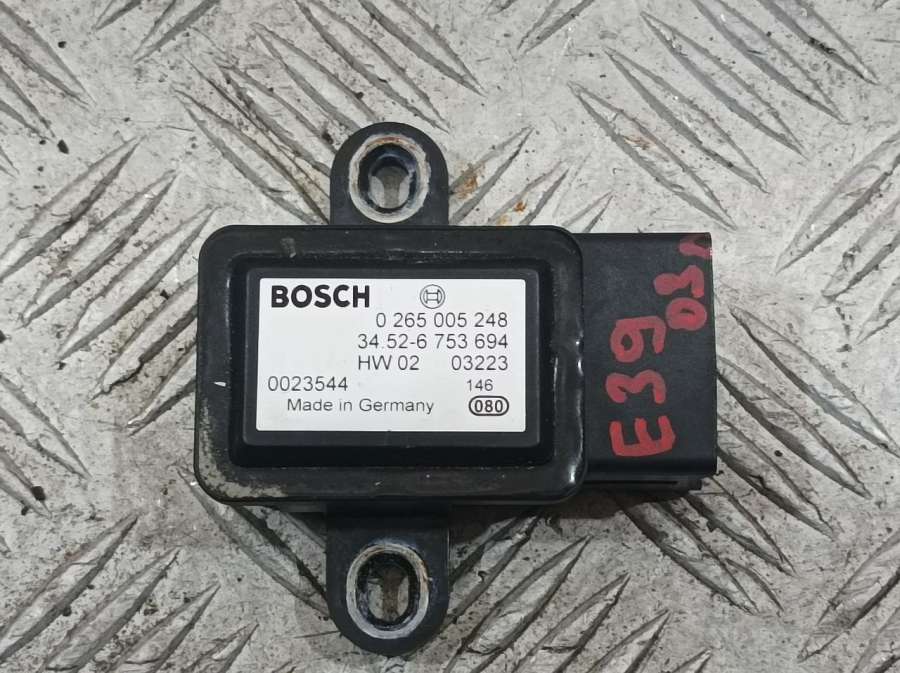 BOSCH
0 265 005 248
34.52-6 753 694
HW 02 03223
0023544 146
Made in Germany 080
E39